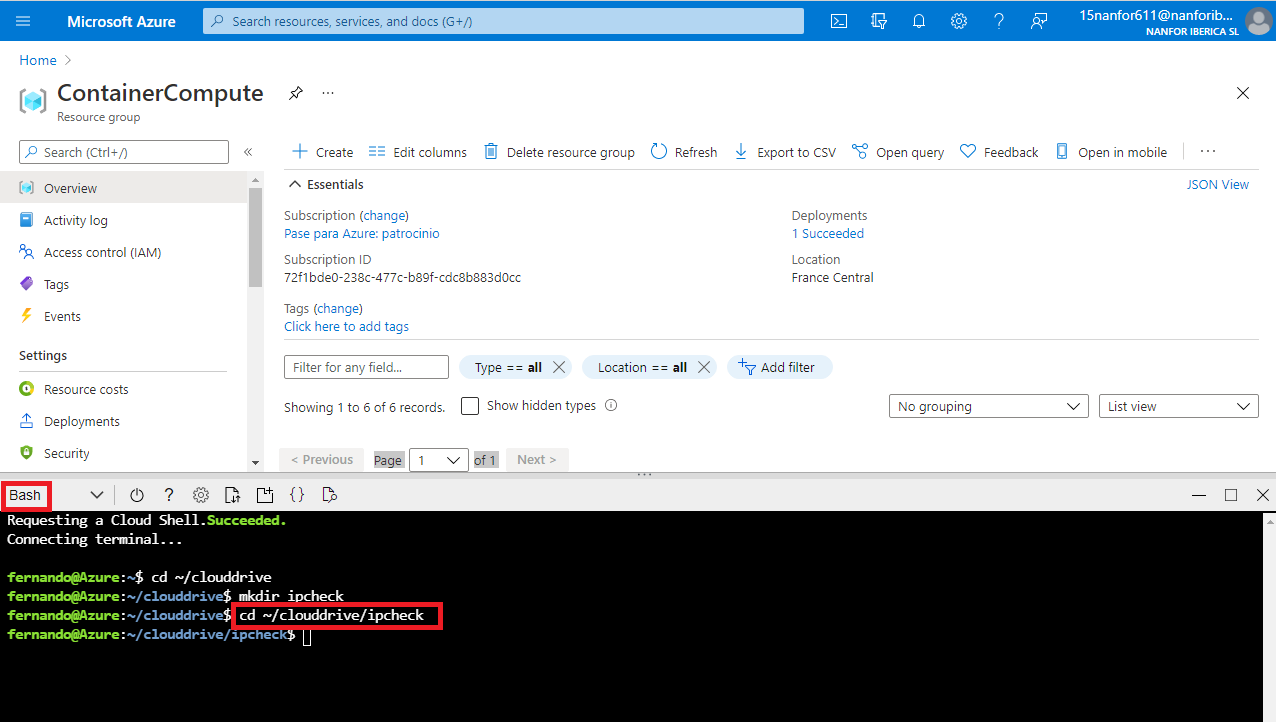 Microsoft Azure
Search resources, services, and docs (G+/)
15nanfor611@nanforib...
NANFOR IBERICA SL
Home
ContainerCompute
Resource group
Search (Ctrl+/)
Create
Edit columns
Delete resource group
Refresh
Export to CSV
Open query
Feedback
Open in mobile
Overview
Activity log
Access control (IAM)
Tags
Events
Settings
Resource costs
Deployments
Security
Essentials
JSON View
Subscription (change)
Pase para Azure: patrocinio
Subscription ID
72f1bde0-238c-477c-b89f-cdc8b883d0cc
Tags (change)
Click here to add tags
Deployments
1 Succeeded
Location
France Central
Filter for any field...
Type == all
Location == all
Add filter
Showing 1 to 6 of 6 records.
Show hidden types
No grouping
List view
< Previous
Page
1
of 1
Next >
Bash
Requesting a Cloud Shell.Succeeded.
Connecting terminal...
fernando@Azure:~$ cd ~/clouddrive
fernando@Azure:~/clouddrive$ mkdir ipcheck
fernando@Azure:~/clouddrive$ cd ~/clouddrive/ipcheck
fernando@Azure:~/clouddrive/ipcheck$